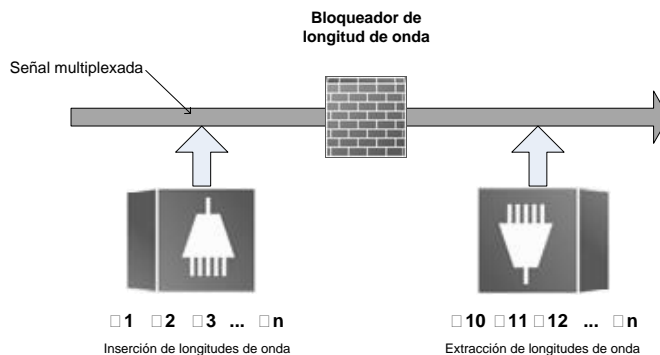 Bloqueador de
longitud de onda
Señal multiplexada
□1 □2 □3 ... □n
□10 □11 □12 ... □n
Inserción de longitudes de onda
Extracción de longitudes de onda